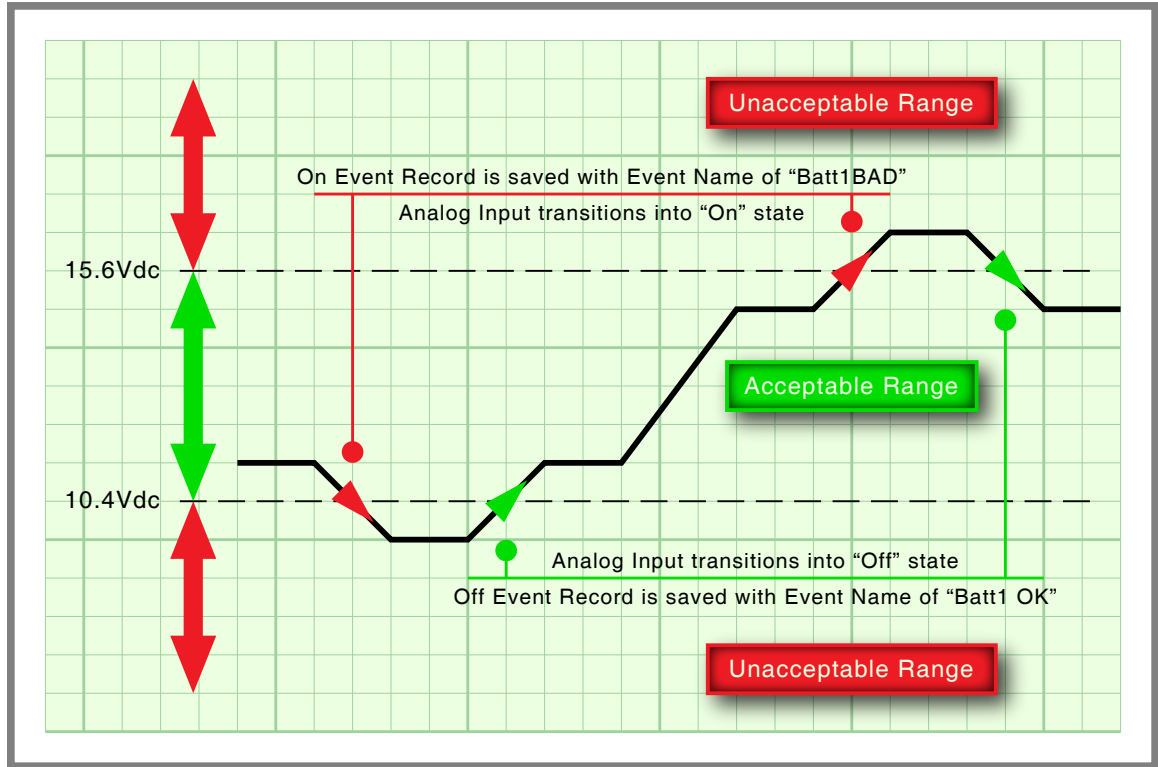 Unacceptable Range
On Event Record is saved with Event Name of “Batt1BAD”
Analog Input transitions into “On” state
15.6Vdc
Acceptable Range
10.4Vdc
Analog Input transitions into “Off” state
Off Event Record is saved with Event Name of “Batt1 OK”
Unacceptable Range